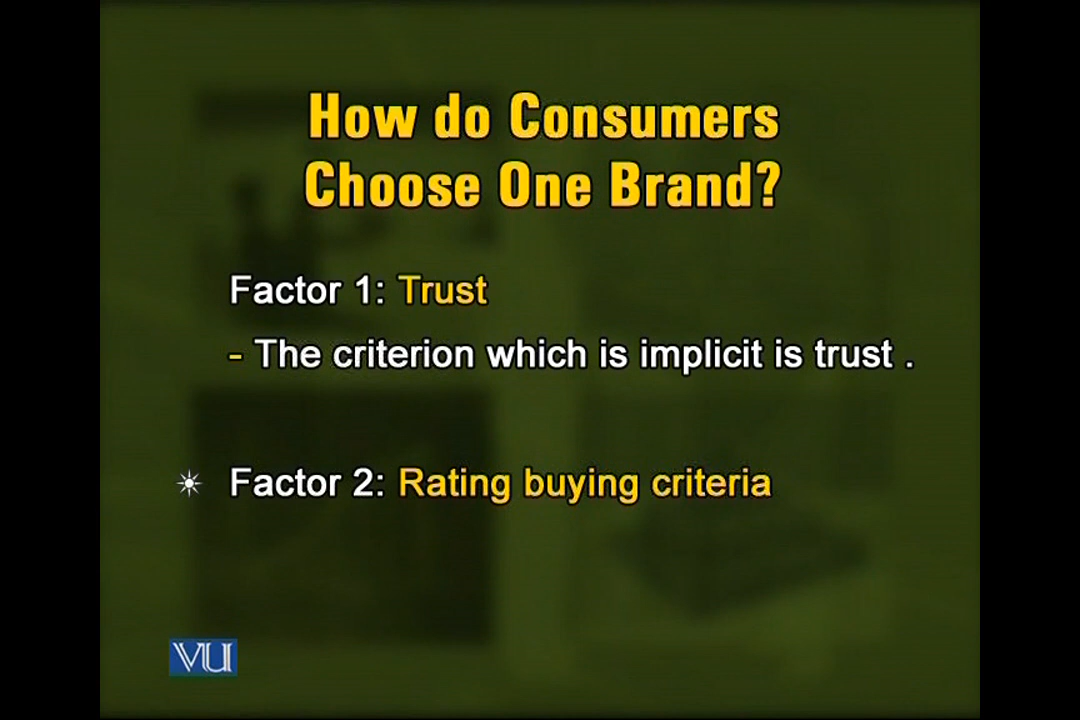 How do Consumers
Choose One Brand?
Factor 1: Trust
- The criterion which is implicit is trust .
Factor 2: Rating buying criteria
VU